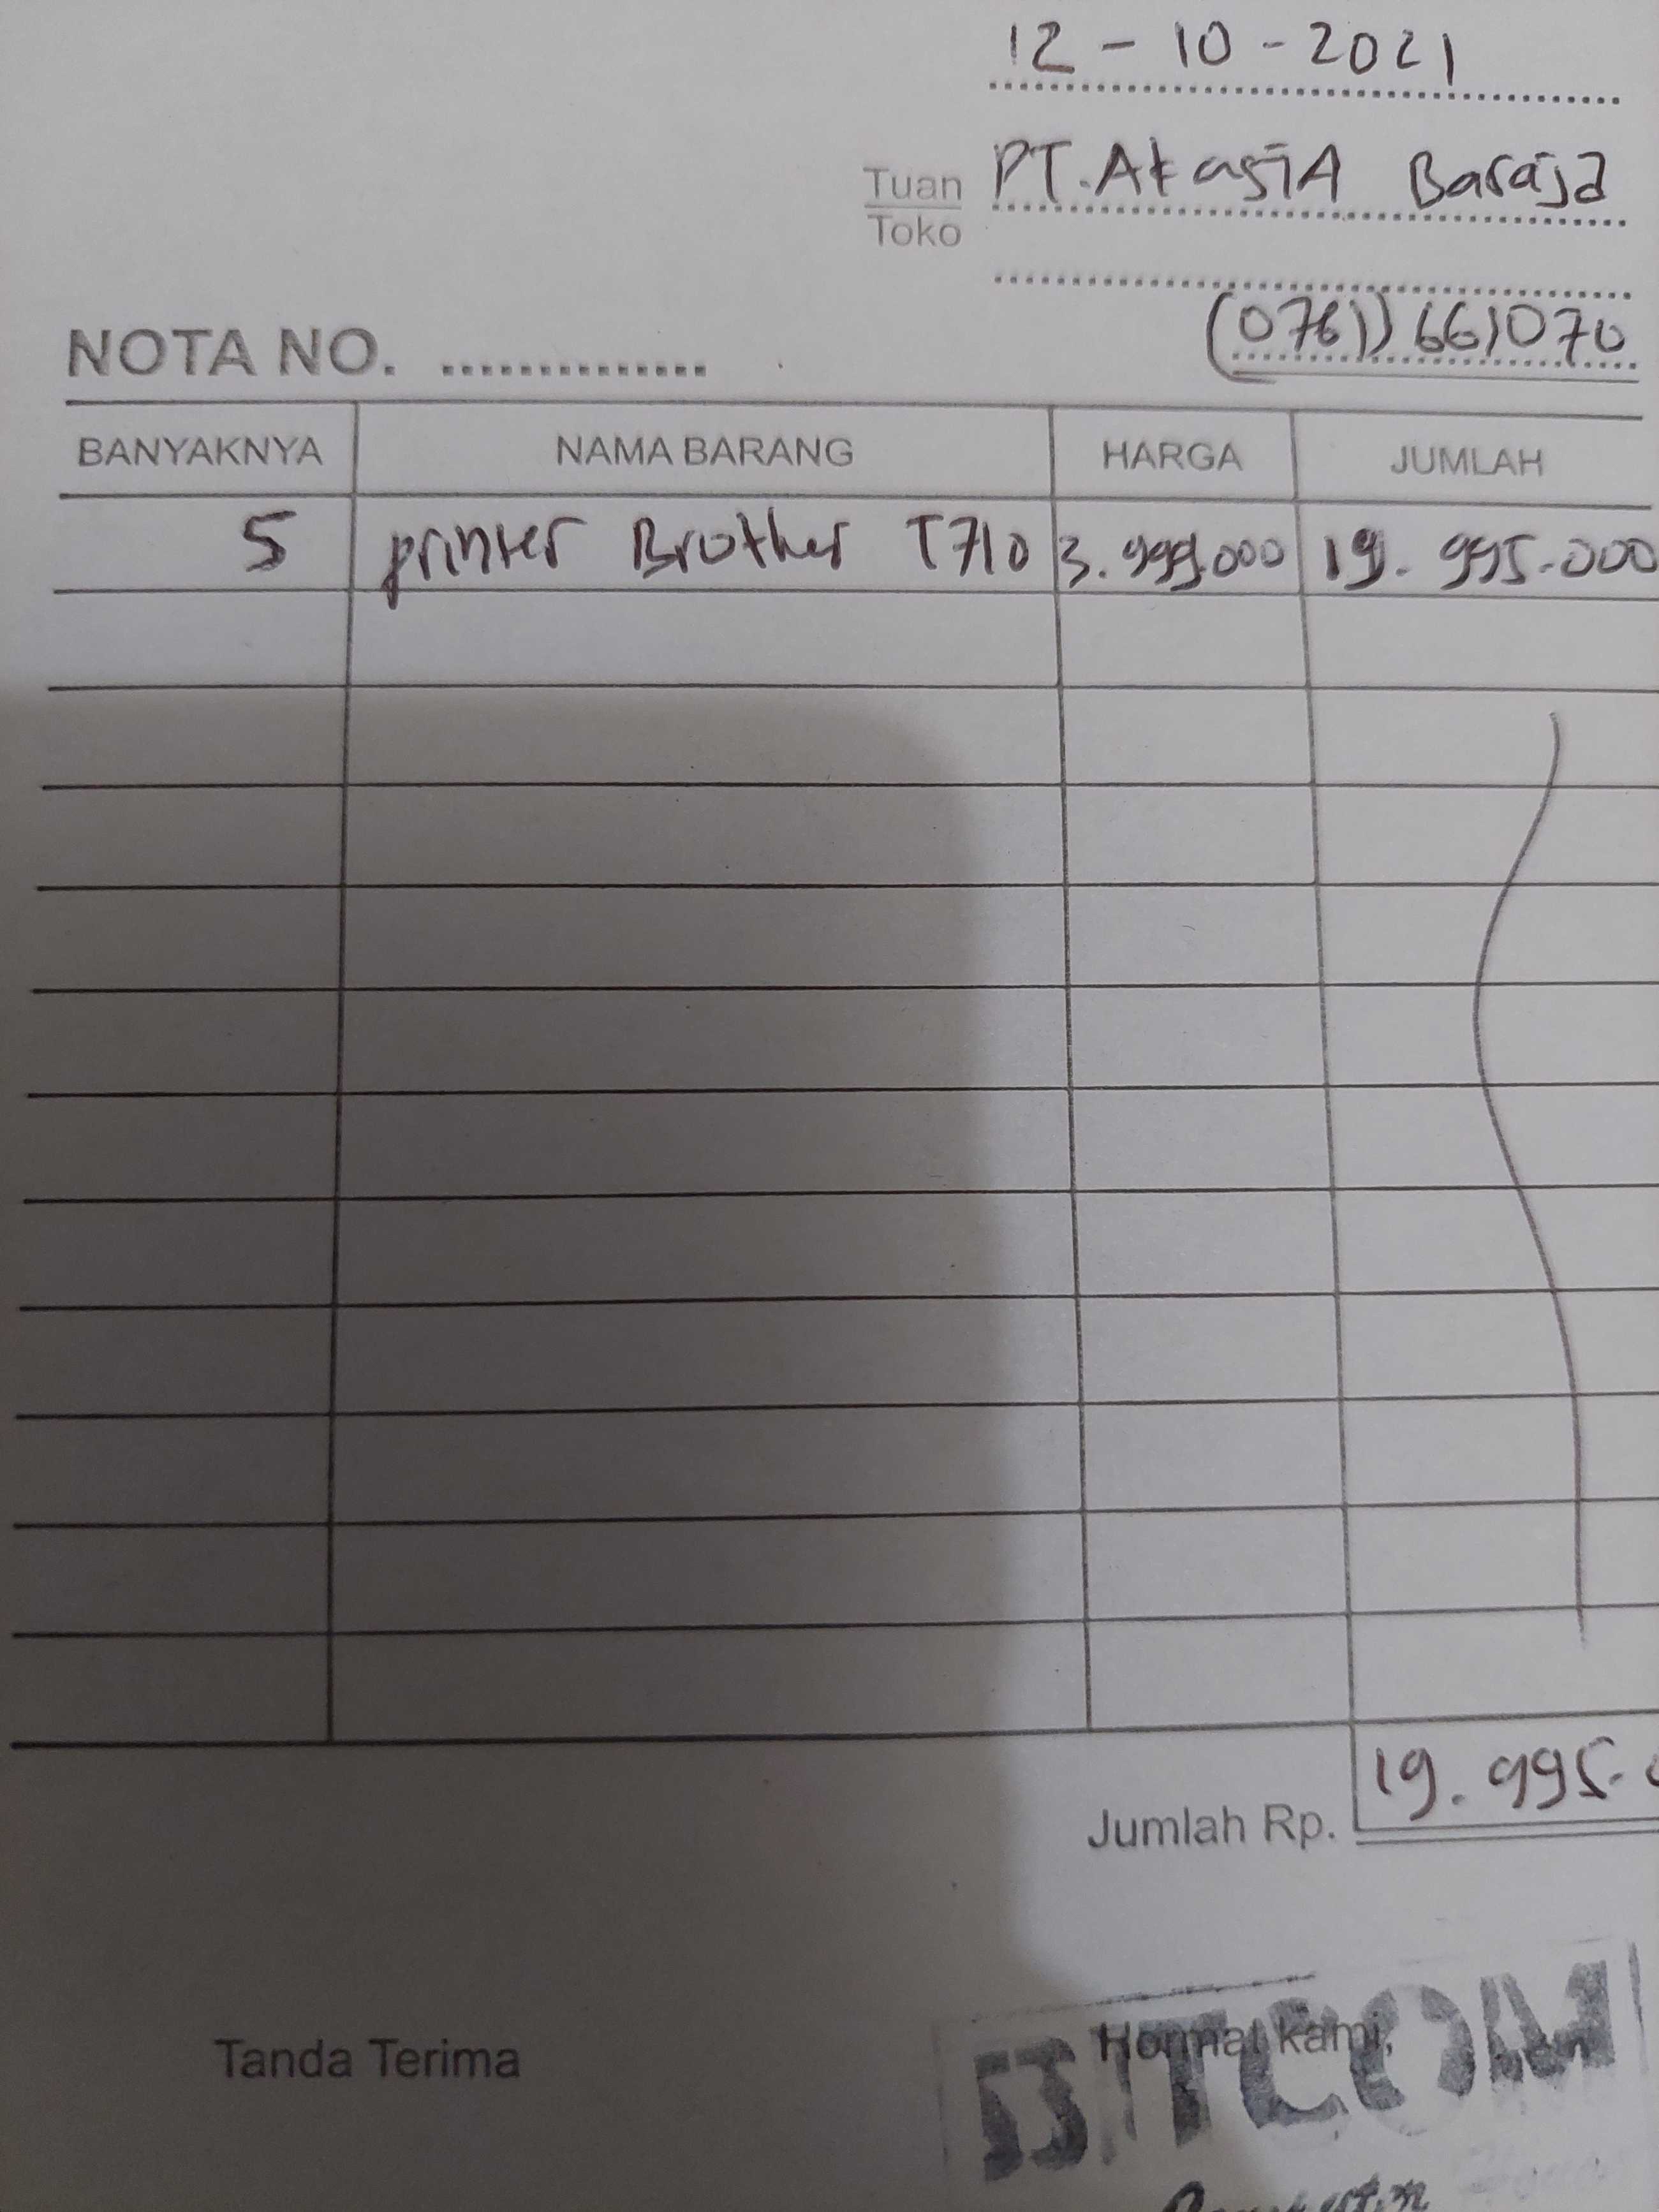 12 - 10 - 2021
Tuan PT. AkasiA Baraja
Toko
(0761) 661070
NOTA NO. ..............
BANYAKNYA NAMA BARANG HARGA JUMLAH
5 printer Brother T710 3.999.000 19.995.000
Jumlah Rp. 19.995.
Tanda Terima Hormat kami,
BITCOM